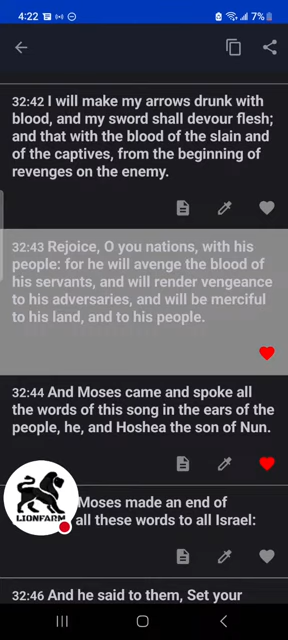 4:22 7%
32:42 I will make my arrows drunk with
blood, and my sword shall devour flesh;
and that with the blood of the slain and
of the captives, from the beginning of
revenges on the enemy.
32:43 Rejoice, O you nations, with his
people: for he will avenge the blood of
his servants, and will render vengeance
to his adversaries, and will be merciful
to his land, and to his people.
32:44 And Moses came and spoke all
the words of this song in the ears of the
people, he, and Hoshea the son of Nun.
Moses made an end of
all these words to all Israel:
LIONFARM
32:46 And he said to them, Set your